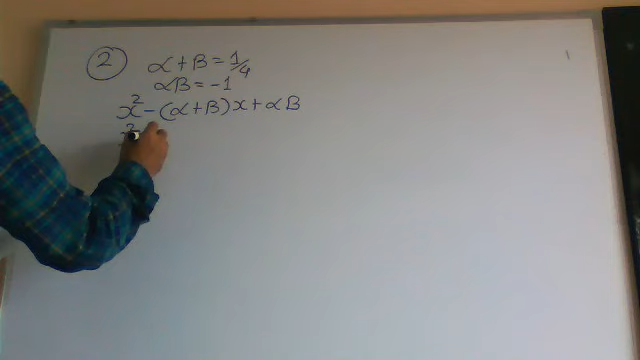 ② α + β = 1/4
αβ = -1
x² - (α + β)x + αβ